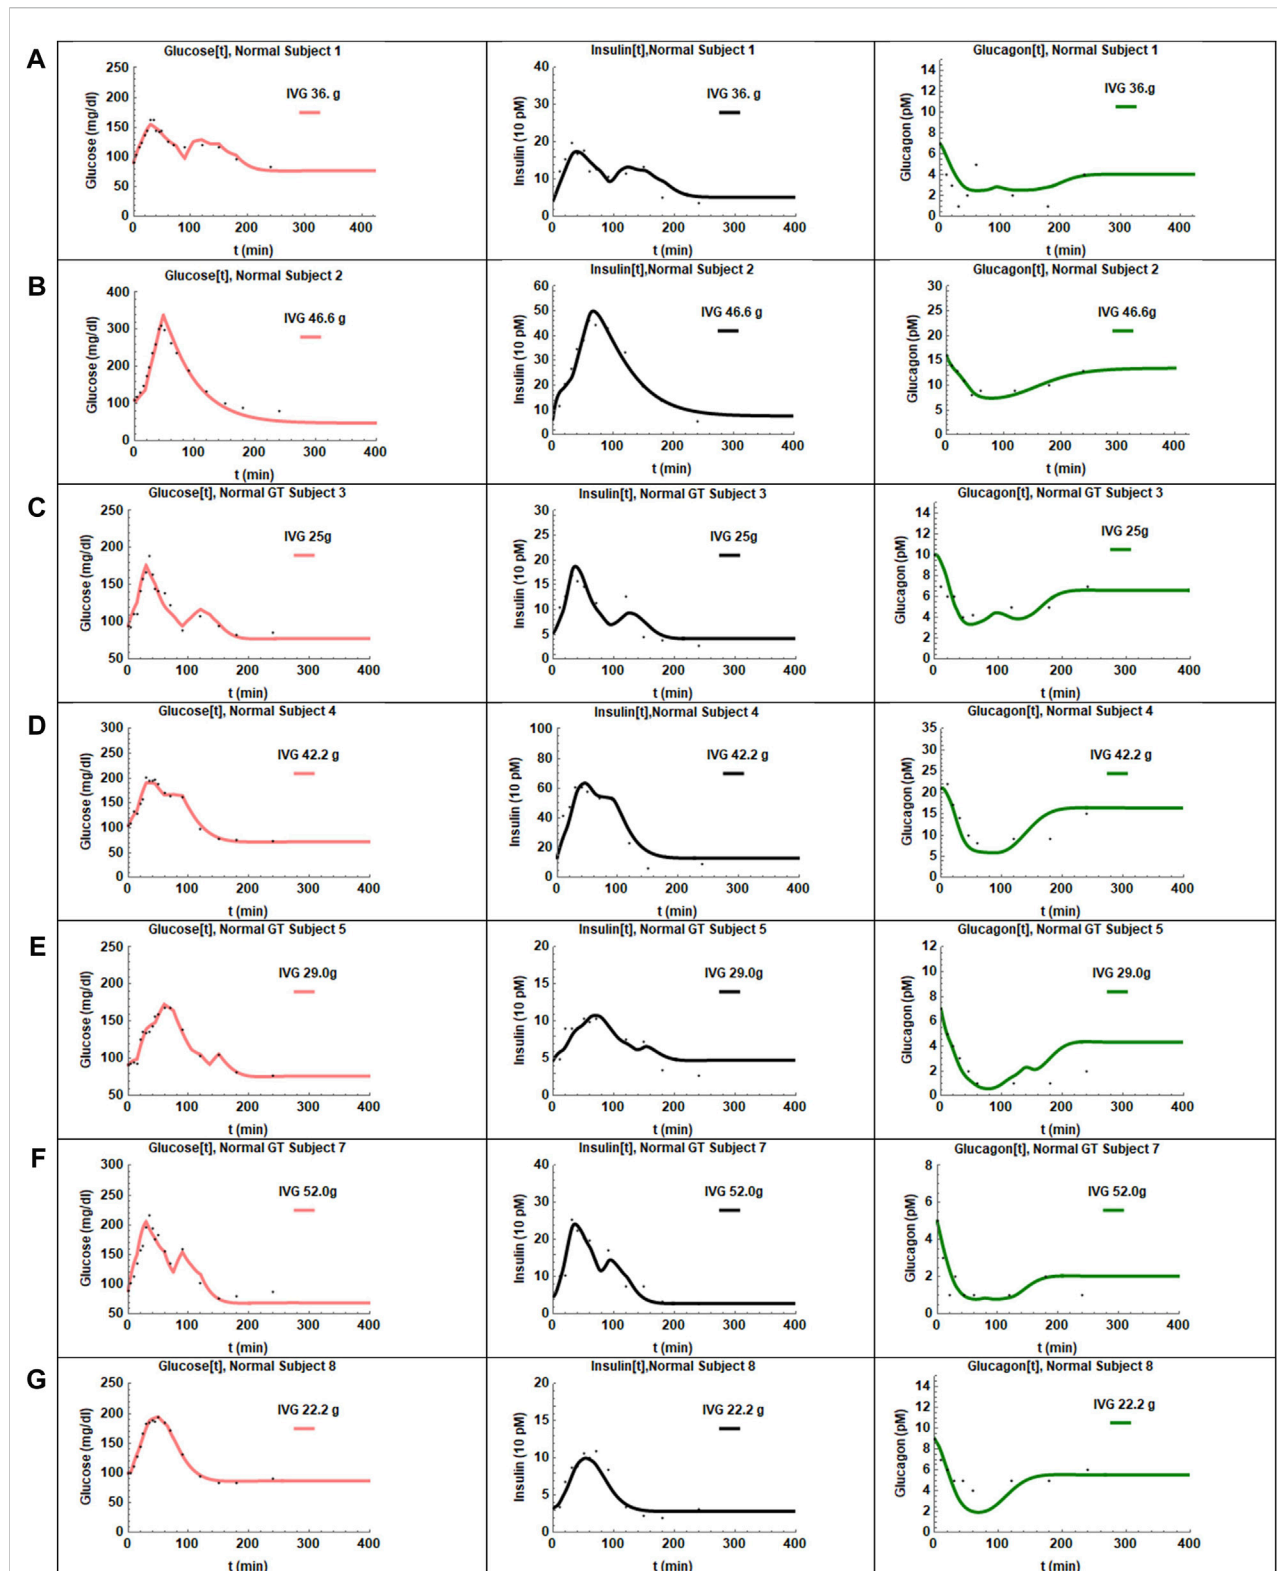 A
Glucose[t], Normal Subject 1
Glucose (mg/dl)
250
200
150
100
50
0
IVG 36. g
0 100 200 300 400
t (min)
Insulin[t],Normal Subject 1
Insulin (10 pM)
40
30
20
10
0
IVG 36. g
0 100 200 300 400
t (min)
Glucagon[t], Normal Subject 1
Glucagon (pM)
14
12
10
8
6
4
2
0
IVG 36.g
0 100 200 300 400
t (min)
B
Glucose[t], Normal Subject 2
Glucose (mg/dl)
400
300
200
100
0
IVG 46.6 g
0 100 200 300 400
t (min)
Insulin[t],Normal Subject 2
Insulin (10 pM)
60
50
40
30
20
10
0
IVG 46.6 g
0 100 200 300 400
t (min)
Glucagon[t], Normal Subject 2
Glucagon (pM)
30
25
20
15
10
5
0
IVG 46.6g
0 100 200 300 400
t (min)
C
Glucose[t], Normal GT Subject 3
Glucose (mg/dl)
250
200
150
100
50
IVG 25g
0 100 200 300 400
t (min)
Insulin[t], Normal GT Subject 3
Insulin (10 pM)
30
25
20
15
10
5
0
IVG 25g
0 100 200 300 400
t (min)
Glucagon[t], Normal GT Subject 3
Glucagon (pM)
14
12
10
8
6
4
2
0
IVG 25g
0 100 200 300 400
t (min)
D
Glucose[t], Normal Subject 4
Glucose (mg/dl)
300
250
200
150
100
50
0
IVG 42.2 g
0 100 200 300 400
t (min)
Insulin[t],Normal Subject 4
Insulin (10 pM)
100
80
60
40
20
0
IVG 42.2 g
0 100 200 300 400
t (min)
Glucagon[t], Normal Subject 4
Glucagon (pM)
35
30
25
20
15
10
5
0
IVG 42.2 g
0 100 200 300 400
t (min)
E
Glucose[t], Normal GT Subject 5
Glucose (mg/dl)
250
200
150
100
50
IVG 29.0g
0 100 200 300 400
t (min)
Insulin[t], Normal GT Subject 5
Insulin (10 pM)
20
15
10
5
0
IVG 29.0g
0 100 200 300 400
t (min)
Glucagon[t], Normal GT Subject 5
Glucagon (pM)
12
10
8
6
4
2
0
IVG 29.0g
0 100 200 300 400
t (min)
F
Glucose[t], Normal GT Subject 7
Glucose (mg/dl)
300
250
200
150
100
50
IVG 52.0g
0 100 200 300 400
t (min)
Insulin[t], Normal GT Subject 7
Insulin (10 pM)
40
30
20
10
0
IVG 52.0g
0 100 200 300 400
t (min)
Glucagon[t], Normal GT Subject 7
Glucagon (pM)
8
6
4
2
0
IVG 52.0g
0 100 200 300 400
t (min)
G
Glucose[t], Normal Subject 8
Glucose (mg/dl)
250
200
150
100
50
0
IVG 22.2 g
0 100 200 300 400
t (min)
Insulin[t],Normal Subject 8
Insulin (10 pM)
20
15
10
5
0
IVG 22.2 g
0 100 200 300 400
t (min)
Glucagon[t], Normal Subject 8
Glucagon (pM)
14
12
10
8
6
4
2
0
IVG 22.2 g
0 100 200 300 400
t (min)